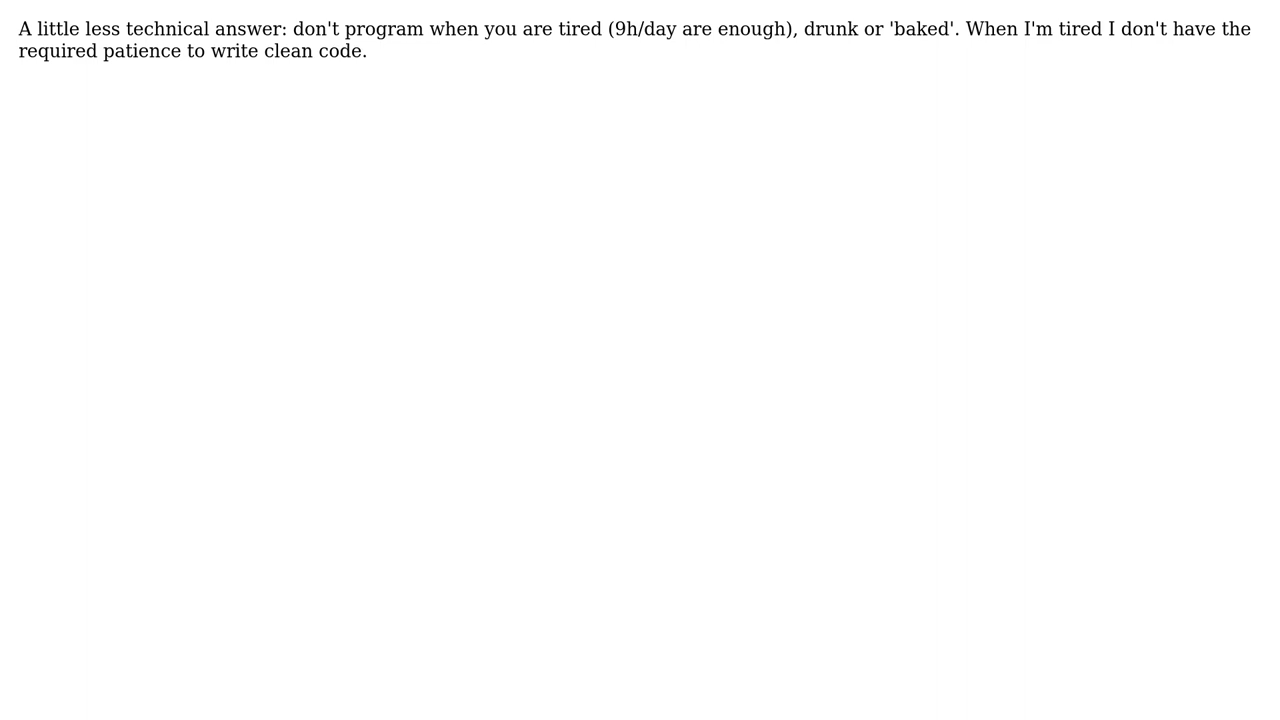 A little less technical answer: don't program when you are tired (9h/day are enough), drunk or 'baked'. When I'm tired I don't have the
required patience to write clean code.